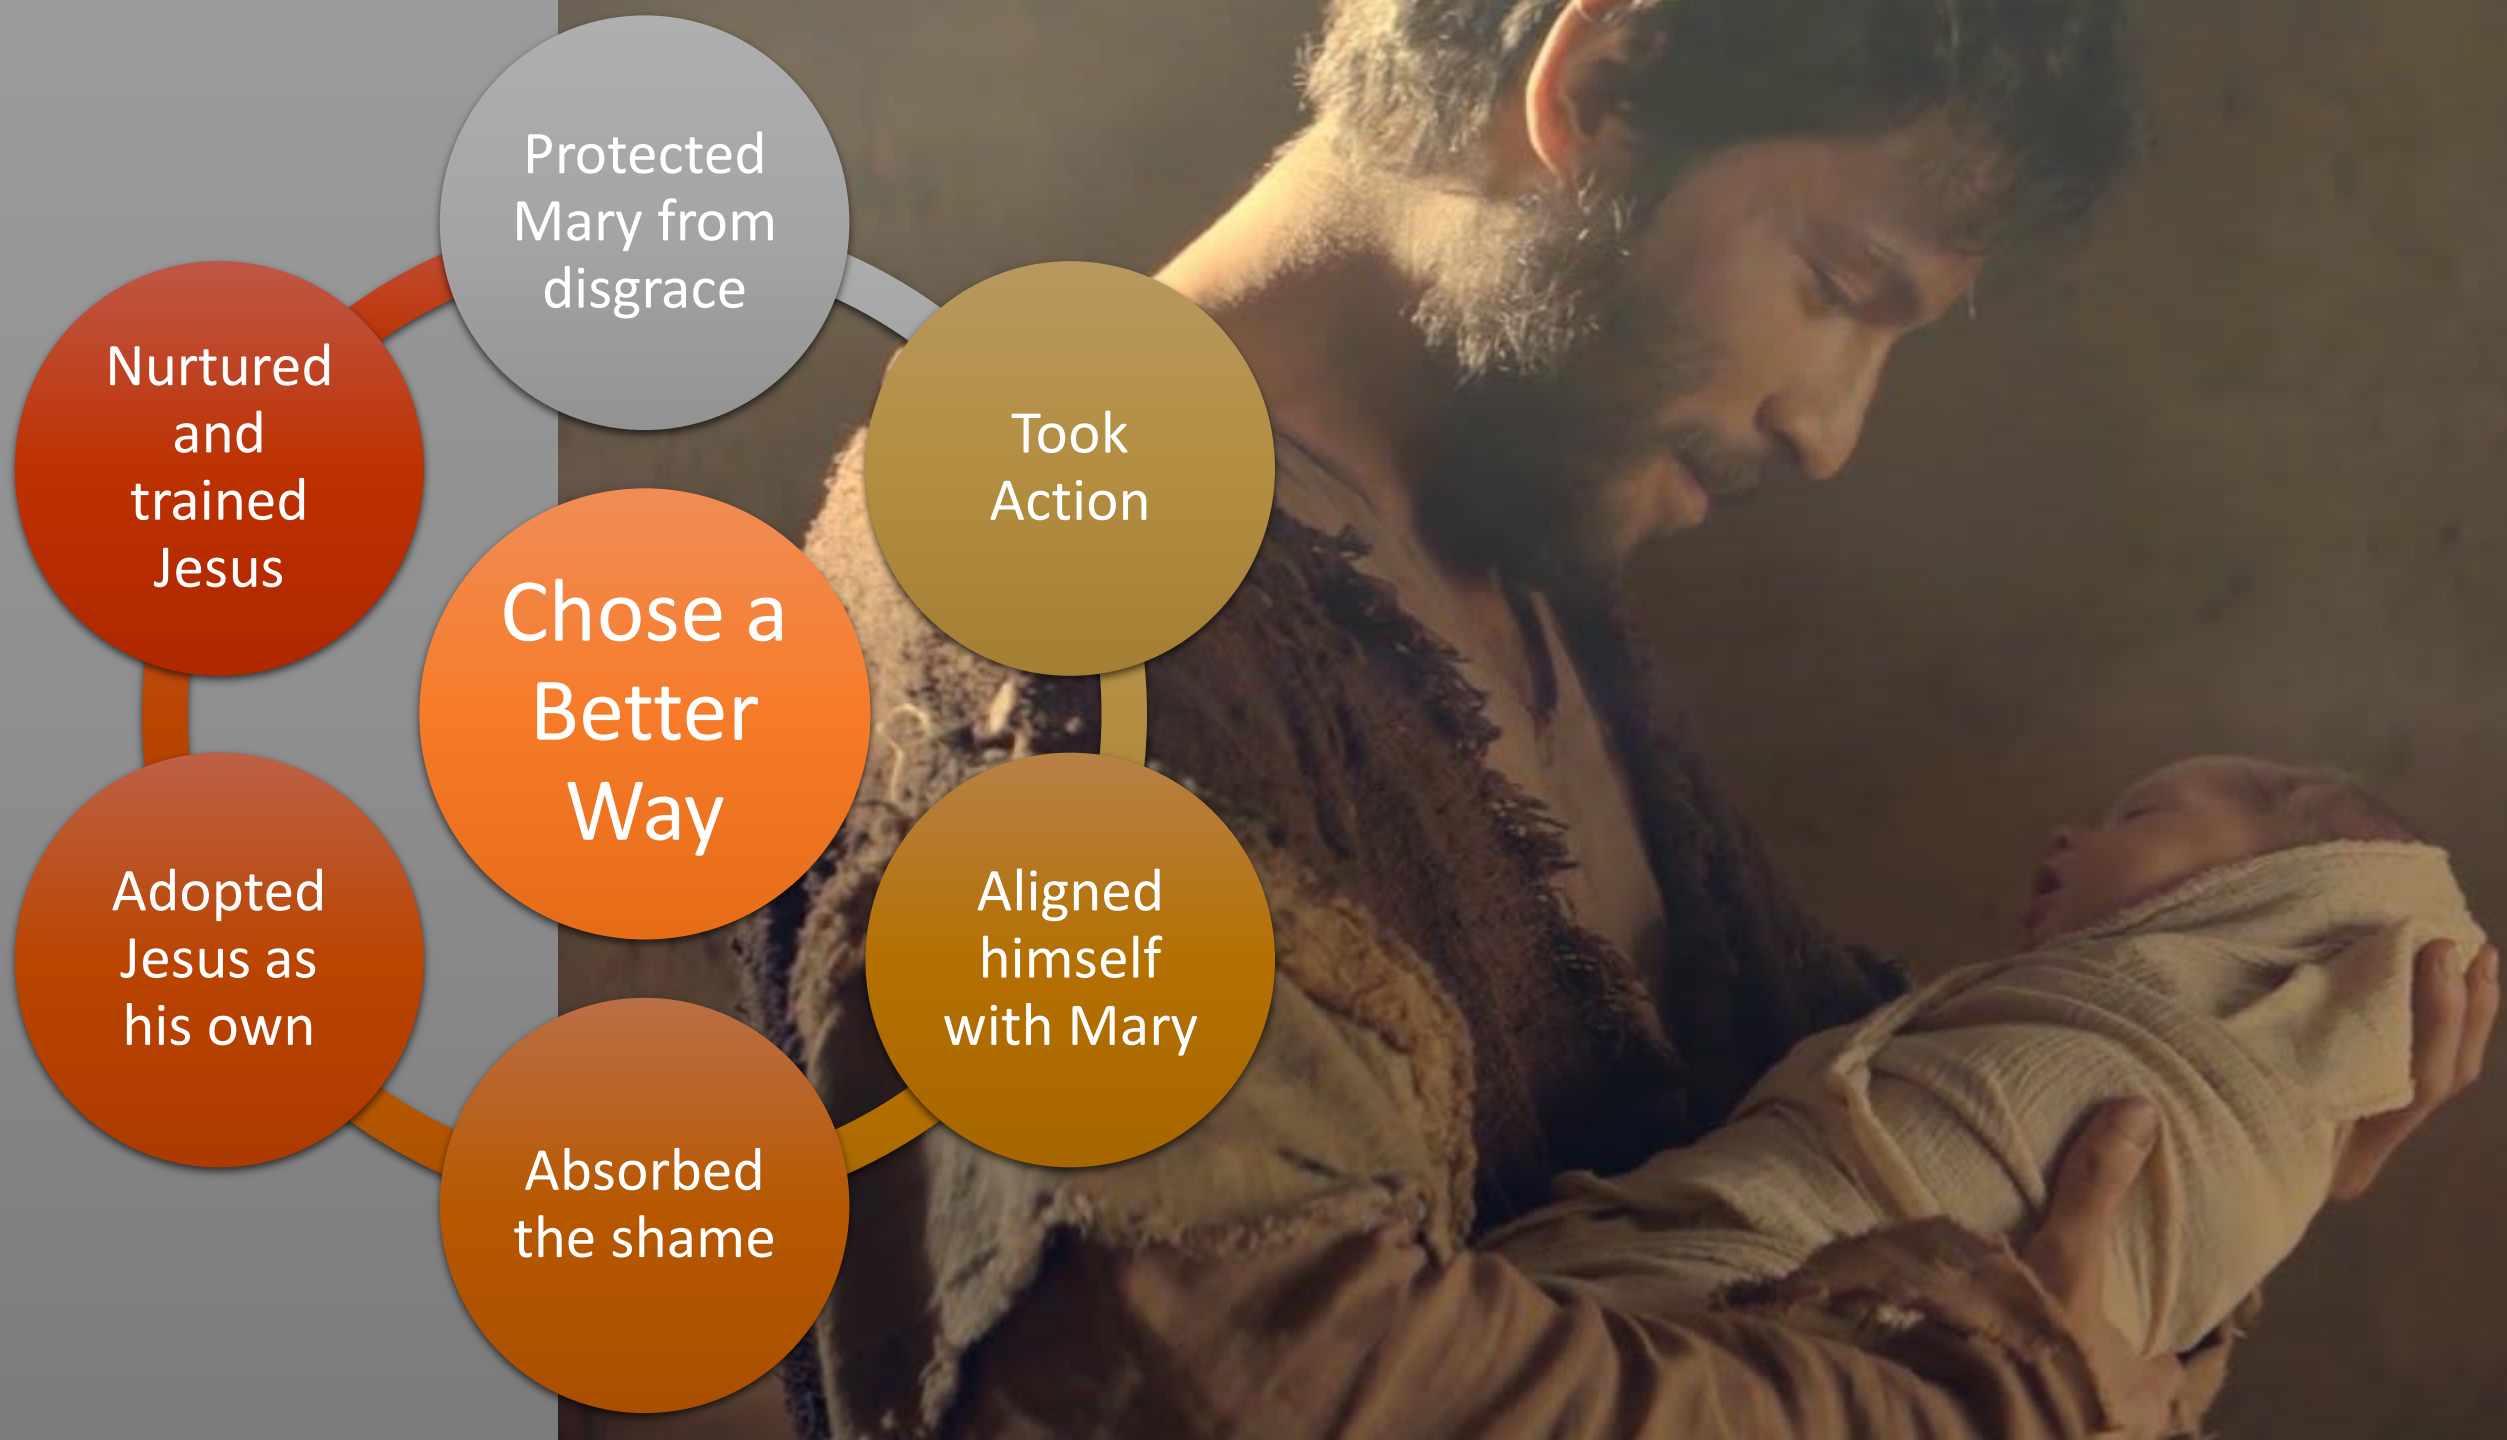 Protected
Mary from
disgrace
Took
Action
Aligned
himself
with Mary
Absorbed
the shame
Adopted
Jesus as
his own
Nurtured
and
trained
Jesus
Chose a
Better
Way